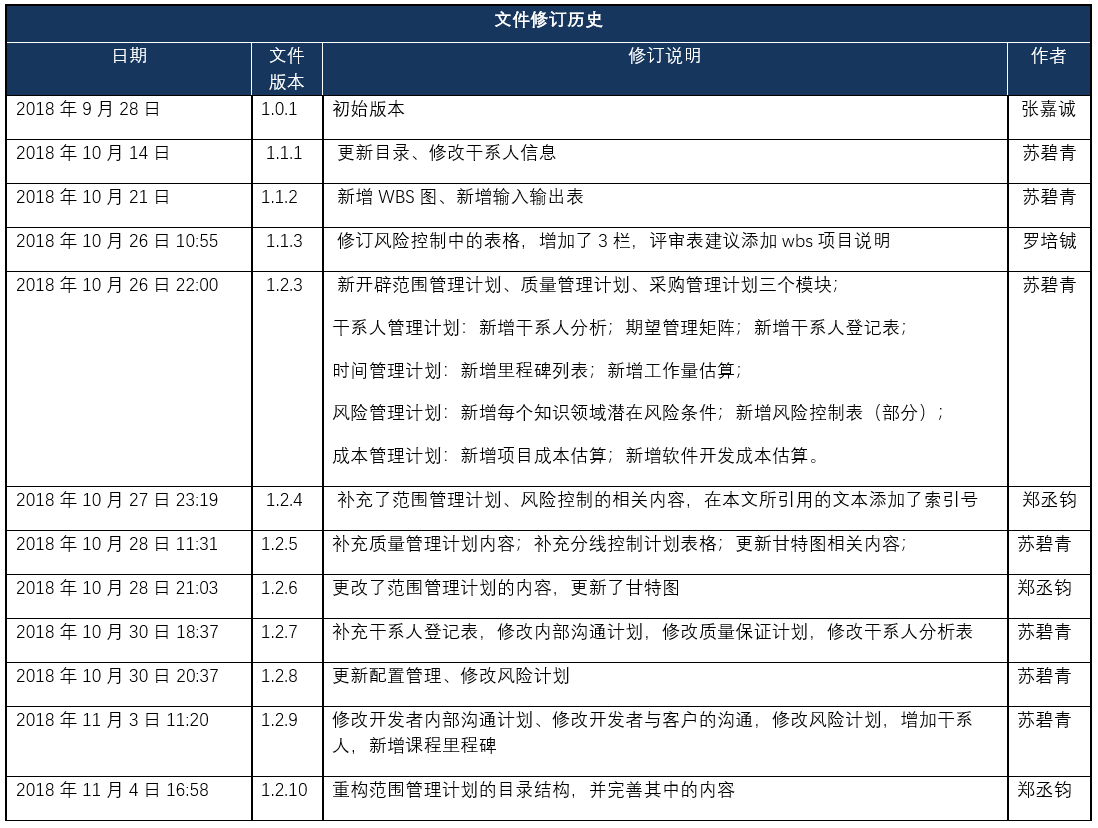 文件修订历史
日期 文件版本 修订说明 作者
2018 年 9 月 28 日 1.0.1 初始版本 张嘉诚
2018 年 10 月 14 日 1.1.1 更新目录、修改干系人信息 苏碧青
2018 年 10 月 21 日 1.1.2 新增 WBS 图、新增输入输出表 苏碧青
2018 年 10 月 26 日 10:55 1.1.3 修订风险控制中的表格，增加了 3 栏，评审表建议添加 wbs 项目说明 罗培铖
2018 年 10 月 26 日 22:00 1.2.3 新开辟范围管理计划、质量管理计划、采购管理计划三个模块； 苏碧青
干系人管理计划：新增干系人分析；期望管理矩阵；新增干系人登记表；
时间管理计划：新增里程碑列表；新增工作量估算；
风险管理计划：新增每个知识领域潜在风险条件；新增风险控制表（部分）；
成本管理计划：新增项目成本估算；新增软件开发成本估算。
2018 年 10 月 27 日 23:19 1.2.4 补充了范围管理计划、风险控制的相关内容，在本文所引用的文本添加了索引号 郑丞钧
2018 年 10 月 28 日 11:31 1.2.5 补充质量管理计划内容；补充分线控制计划表格；更新甘特图相关内容； 苏碧青
2018 年 10 月 28 日 21:03 1.2.6 更改了范围管理计划的内容，更新了甘特图 郑丞钧
2018 年 10 月 30 日 18:37 1.2.7 补充干系人登记表，修改内部沟通计划，修改质量保证计划，修改干系人分析表 苏碧青
2018 年 10 月 30 日 20:37 1.2.8 更新配置管理、修改风险计划 苏碧青
2018 年 11 月 3 日 11:20 1.2.9 修改开发者内部沟通计划、修改开发者与客户的沟通，修改风险计划，增加干系 苏碧青
人，新增课程里程碑
2018 年 11 月 4 日 16:58 1.2.10 重构范围管理计划的目录结构，并完善其中的内容 郑丞钧